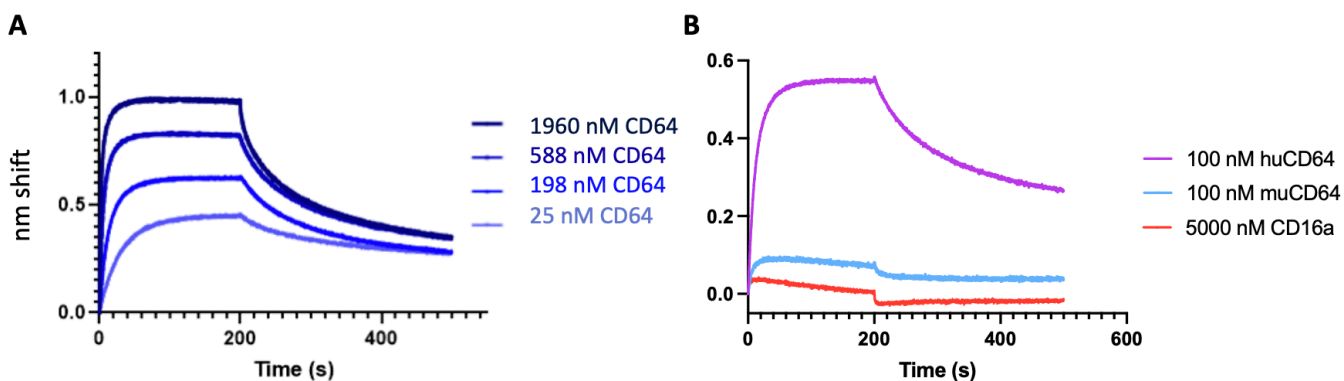 A
nm shift
1.0
0.5
0.0
0
200
400
Time (s)
1960 nM CD64
588 nM CD64
198 nM CD64
25 nM CD64
B
0.6
0.4
0.2
0.0
0
200
400
600
Time (s)
100 nM huCD64
100 nM muCD64
5000 nM CD16a